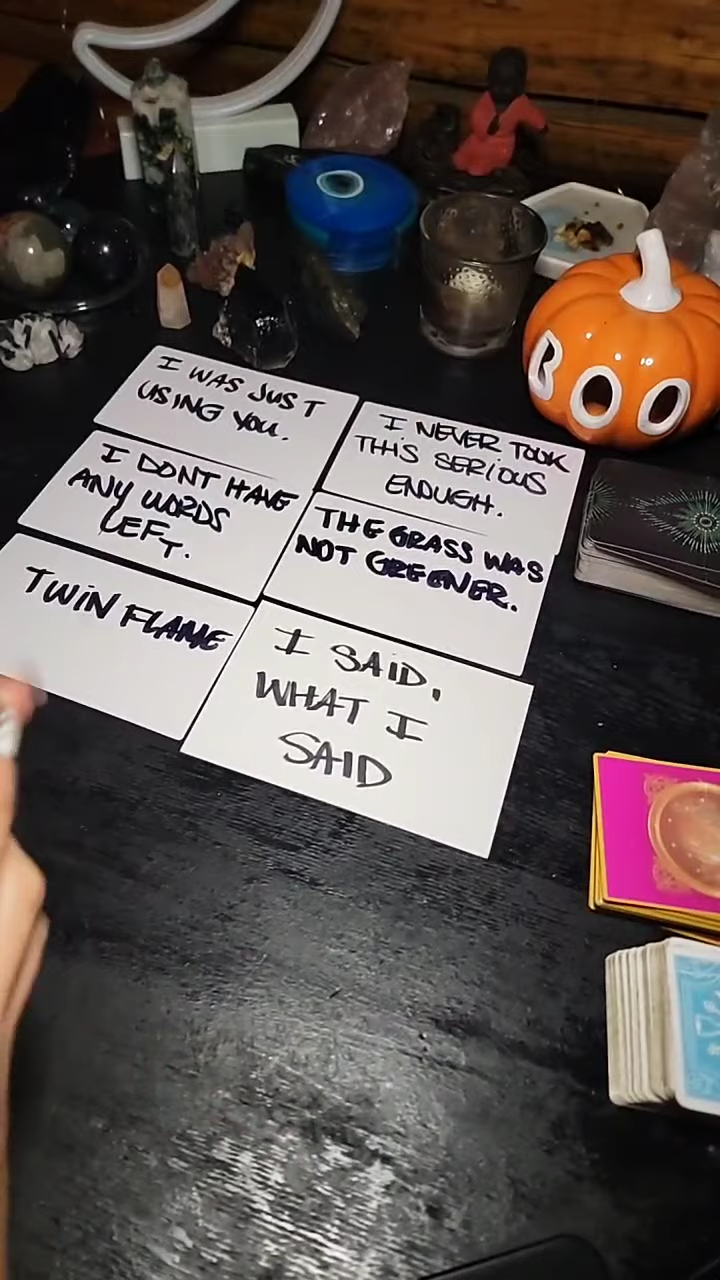 I WAS JUST
USING YOU.
I NEVER TOOK
THIS SERIOUS
ENOUGH.
I DONT HAVE
ANY WORDS
LEFT.
THE GRASS WAS
NOT GREENER.
TWIN FLAME
I SAID,
WHAT I
SAID
BOO